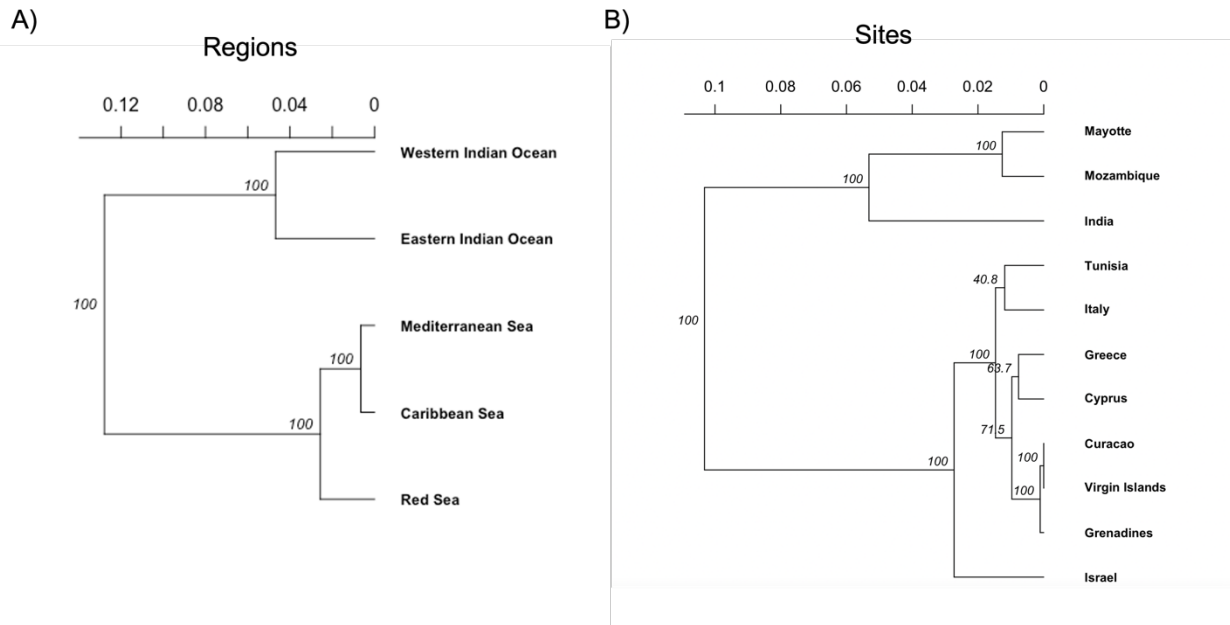 A)
Regions
0.12 0.08 0.04 0
Western Indian Ocean
100
Eastern Indian Ocean
100
Mediterranean Sea
100
Caribbean Sea
100
Red Sea
B)
Sites
0.1 0.08 0.06 0.04 0.02 0
Mayotte
100
Mozambique
100
India
Tunisia
40.8
Italy
100
Greece
100
63.7
Cyprus
71.5
Curacao
100
100
Virgin Islands
100
Grenadines
Israel